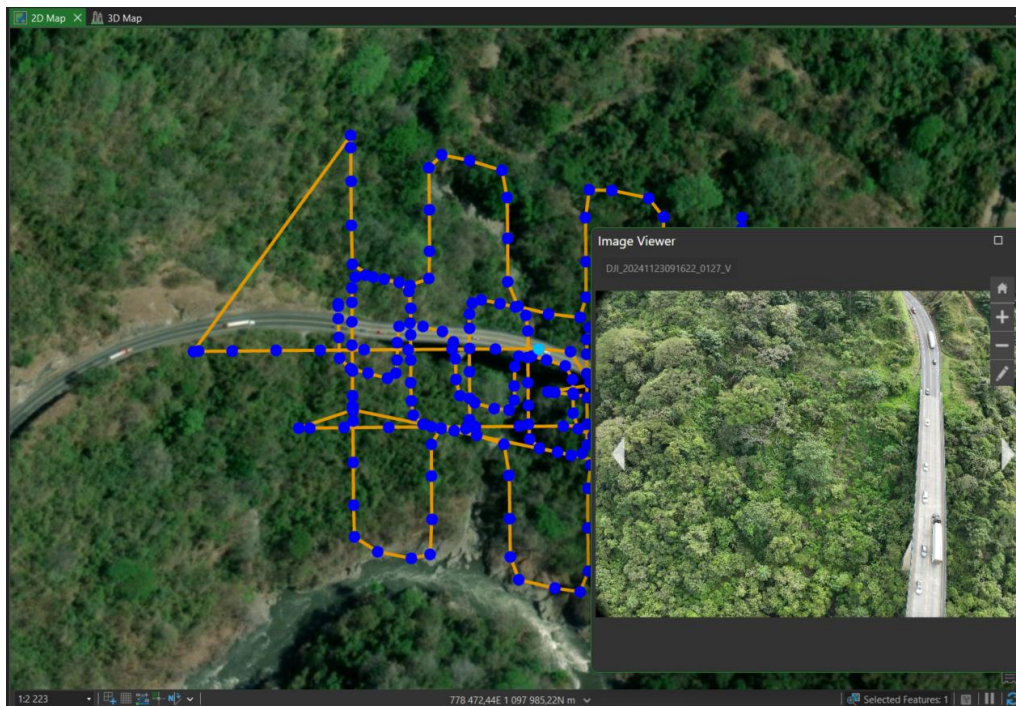 2D Map
3D Map
Image Viewer
DJI_20241123091622_0127_V
1:2 223
778 472,44E 1 097 985,22N m
Selected Features: 1